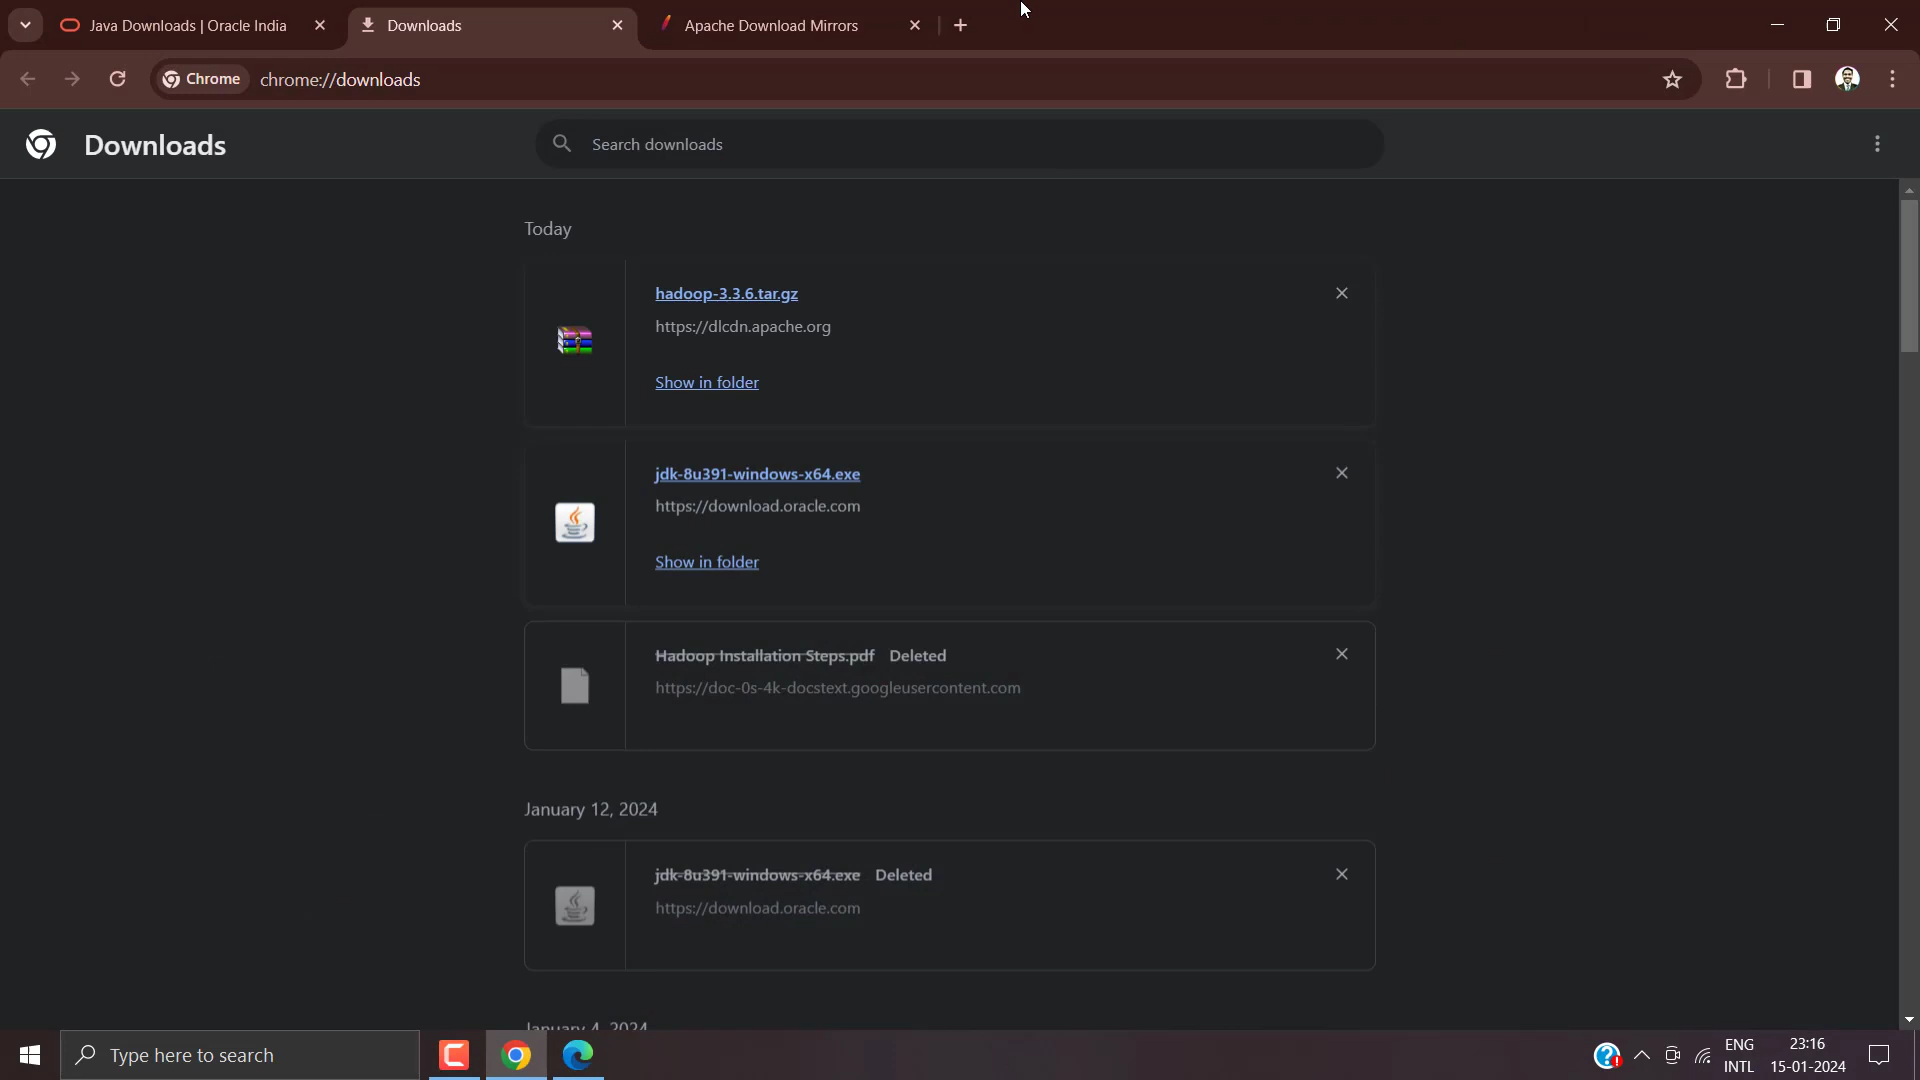 Java Downloads | Oracle India
Downloads
Apache Download Mirrors
Chrome
chrome://downloads
Downloads
Search downloads
Today
hadoop-3.3.6.tar.gz
https://dlcdn.apache.org
Show in folder
jdk-8u391-windows-x64.exe
https://download.oracle.com
Show in folder
Hadoop Installation Steps.pdf Deleted
https://doc-0s-4k-docstext.googleusercontent.com
January 12, 2024
jdk-8u391-windows-x64.exe Deleted
https://download.oracle.com
January 4, 2024
Type here to search
ENG
INTL
23:16
15-01-2024